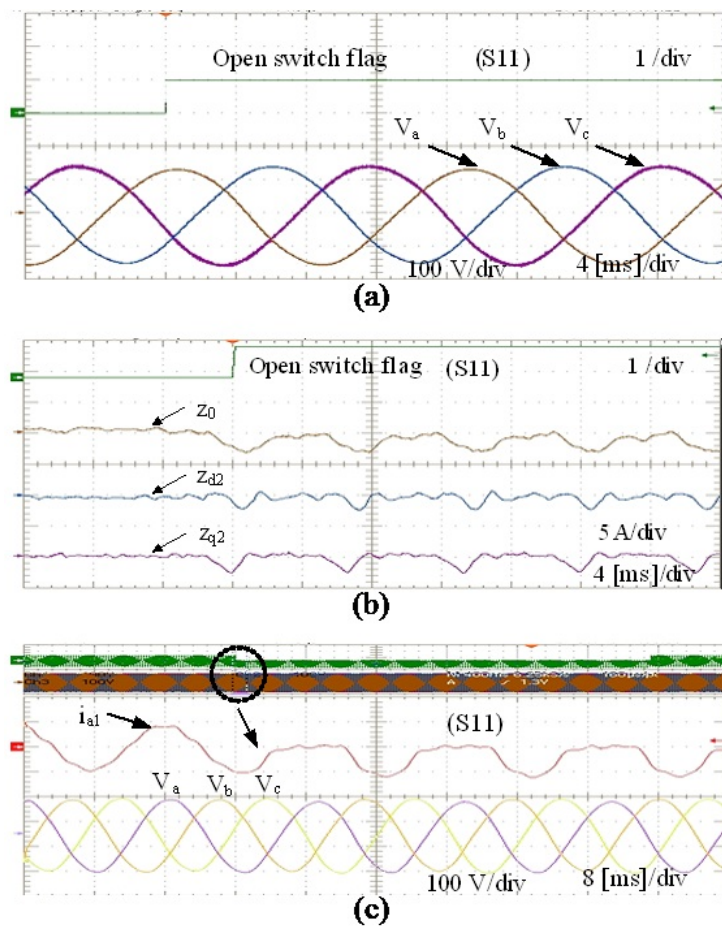 Open switch flag (S11) 1 /div
Va Vb Vc
100 V/div 4 [ms]/div
(a)
Open switch flag (S11) 1 /div
z0
zd2
zq2
5 A/div
4 [ms]/div
(b)
ia1
(S11)
Va Vb Vc
100 V/div 8 [ms]/div
(c)